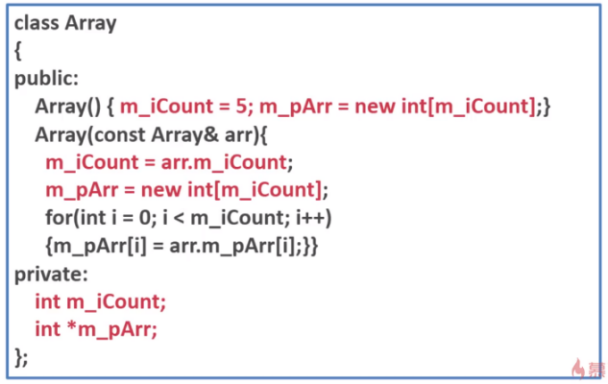 class Array
{
public:
Array() { m_iCount = 5; m_pArr = new int[m_iCount];}
Array(const Array& arr){
m_iCount = arr.m_iCount;
m_pArr = new int[m_iCount];
for(int i = 0; i < m_iCount; i++)
{m_pArr[i] = arr.m_pArr[i];}}
private:
int m_iCount;
int *m_pArr;
};